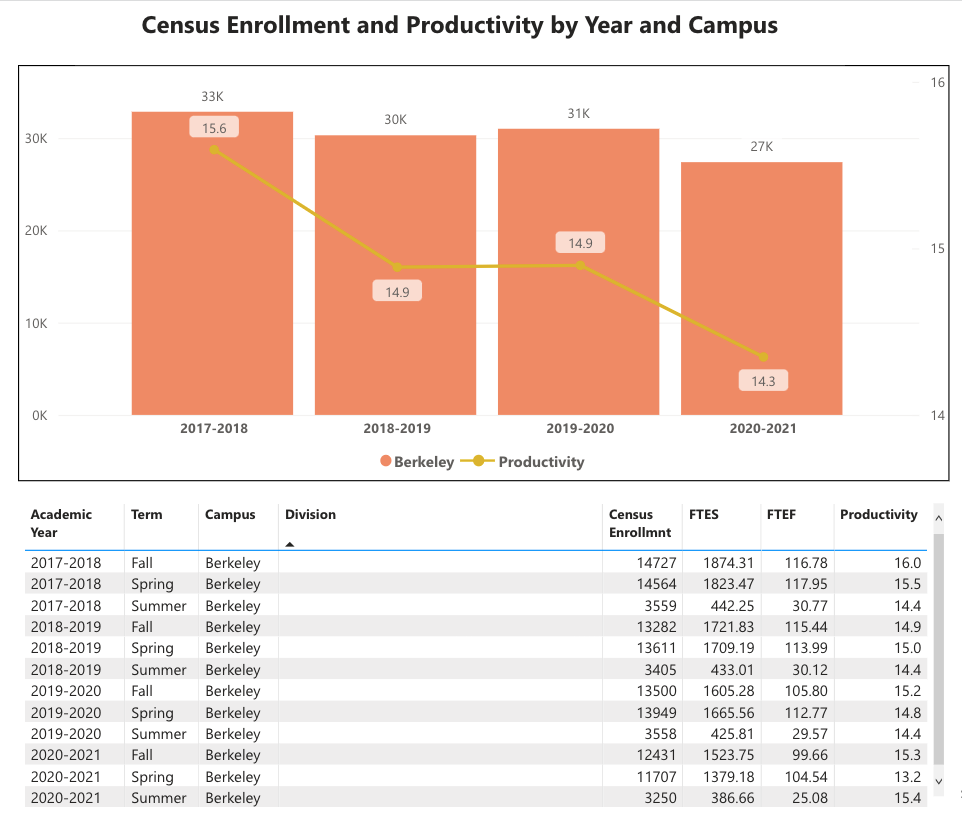 Census Enrollment and Productivity by Year and Campus
33K
30K
31K
27K
16
15
14
30K
20K
10K
0K
15.6
14.9
14.9
14.3
2017-2018 2018-2019 2019-2020 2020-2021
Berkeley Productivity
Academic Year Term Campus Division Census Enrollmnt FTES FTEF Productivity
2017-2018 Fall Berkeley 14727 1874.31 116.78 16.0
2017-2018 Spring Berkeley 14564 1823.47 117.95 15.5
2017-2018 Summer Berkeley 3559 442.25 30.77 14.4
2018-2019 Fall Berkeley 13282 1721.83 115.44 14.9
2018-2019 Spring Berkeley 13611 1709.19 113.99 15.0
2018-2019 Summer Berkeley 3405 433.01 30.12 14.4
2019-2020 Fall Berkeley 13500 1605.28 105.80 15.2
2019-2020 Spring Berkeley 13949 1665.56 112.77 14.8
2019-2020 Summer Berkeley 3558 425.81 29.57 14.4
2020-2021 Fall Berkeley 12431 1523.75 99.66 15.3
2020-2021 Spring Berkeley 11707 1379.18 104.54 13.2
2020-2021 Summer Berkeley 3250 386.66 25.08 15.4